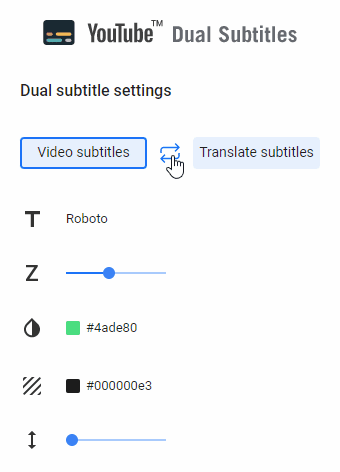 YouTube™ Dual Subtitles
Dual subtitle settings
Video subtitles Translate subtitles
Roboto
#4ade80
#000000e3